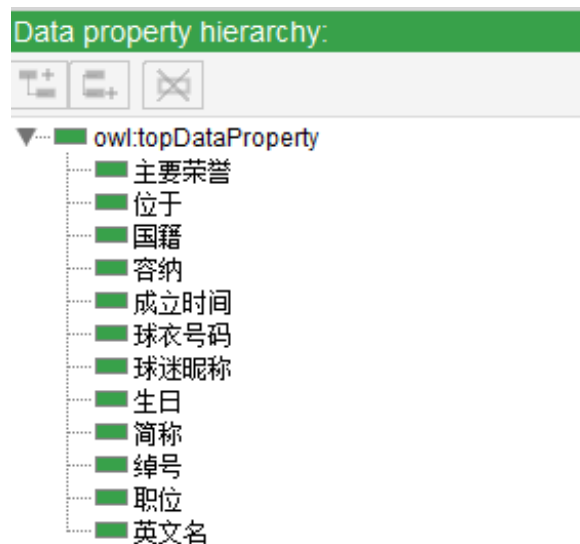 Data property hierarchy:
owl:topDataProperty
主要荣誉
位于
国籍
容纳
成立时间
球衣号码
球迷昵称
生日
简称
绰号
职位
英文名